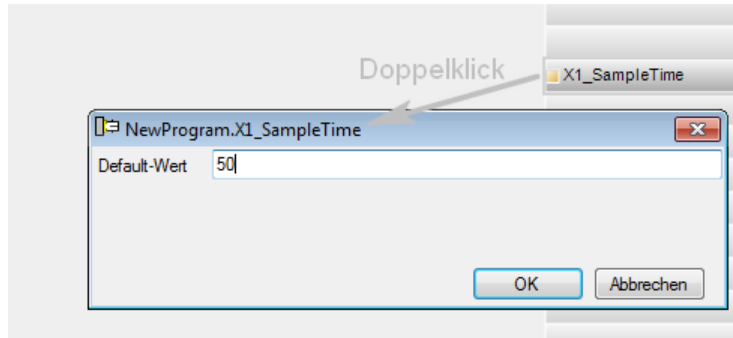 Doppelklick
X1_SampleTime
NewProgram.X1_SampleTime
Default-Wert 50
OK Abbrechen